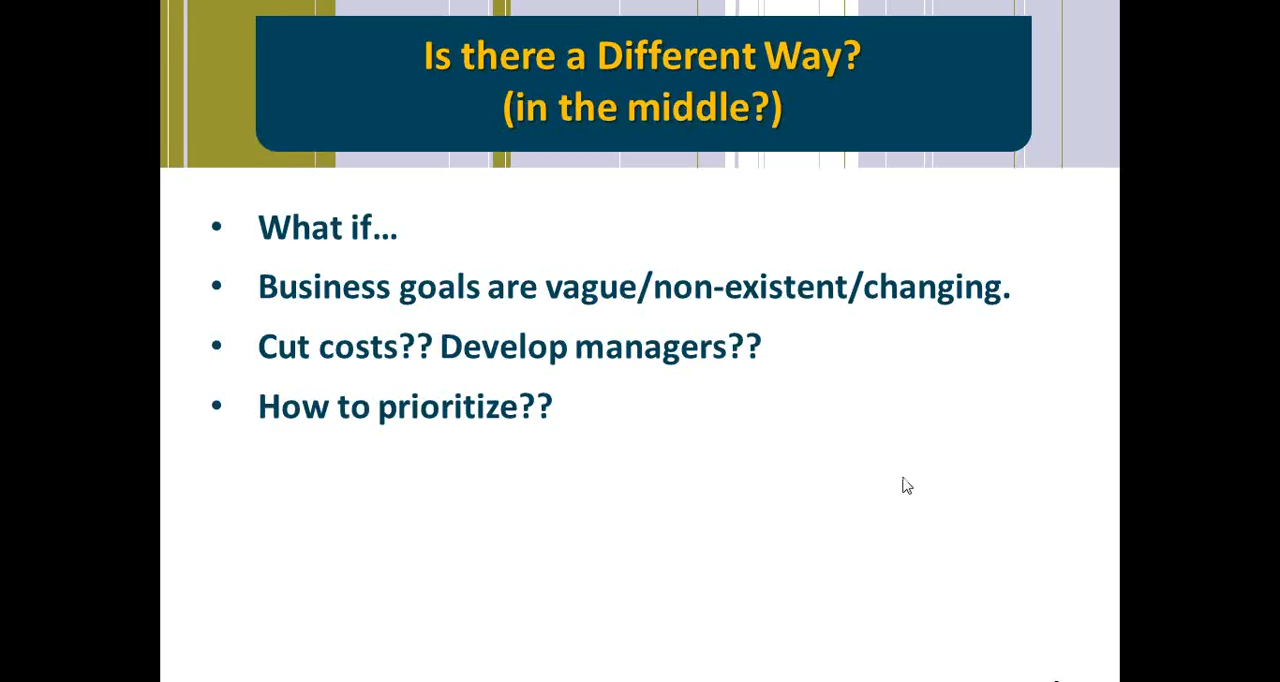 Is there a Different Way?
(in the middle?)
• What if…
• Business goals are vague/non-existent/changing.
• Cut costs?? Develop managers??
• How to prioritize??